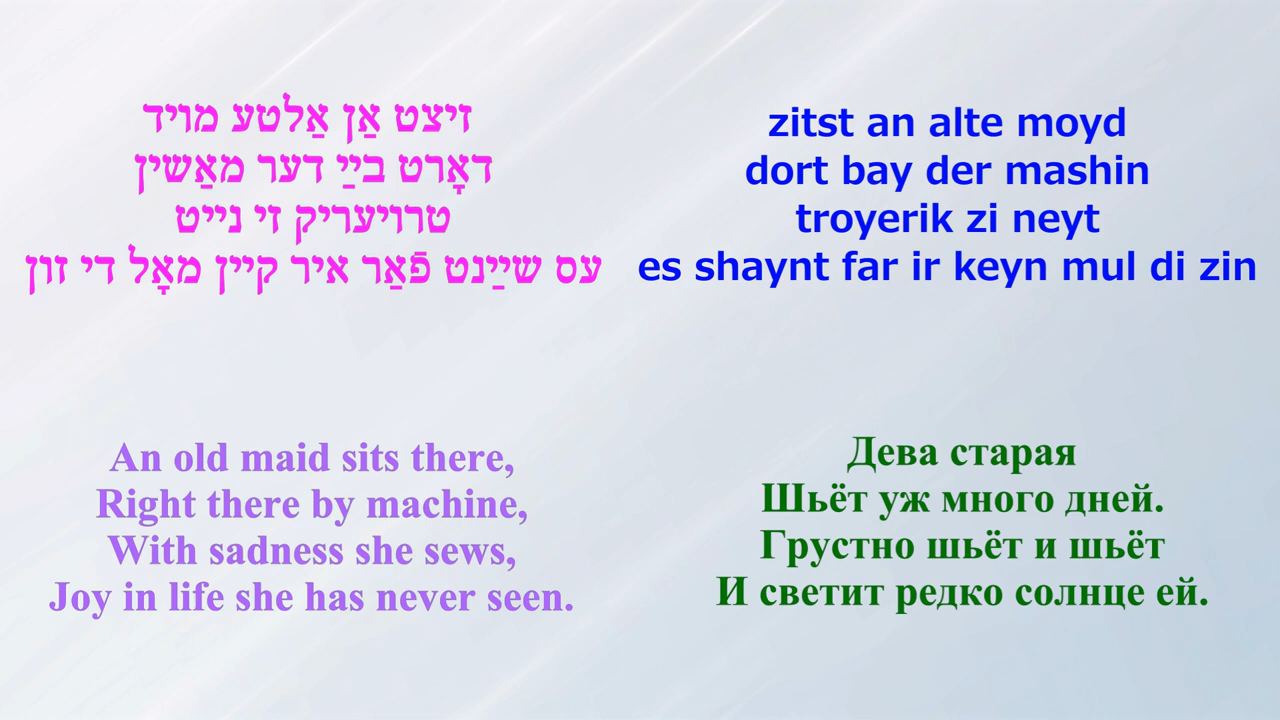 זיצט אַן אַלטע מויד
דאָרט בײַ דער מאַשין
טרויעריק זי נייט
עס שײַנט פֿאַר איר קיין מאָל די זון
zitst an alte moyd
dort bay der mashin
troyerik zi neyt
es shaynt far ir keyn mul di zin
An old maid sits there,
Right there by machine,
With sadness she sews,
Joy in life she has never seen.
Дева старая
Шьёт уж много дней.
Грустно шьёт и шьёт
И светит редко солнце ей.